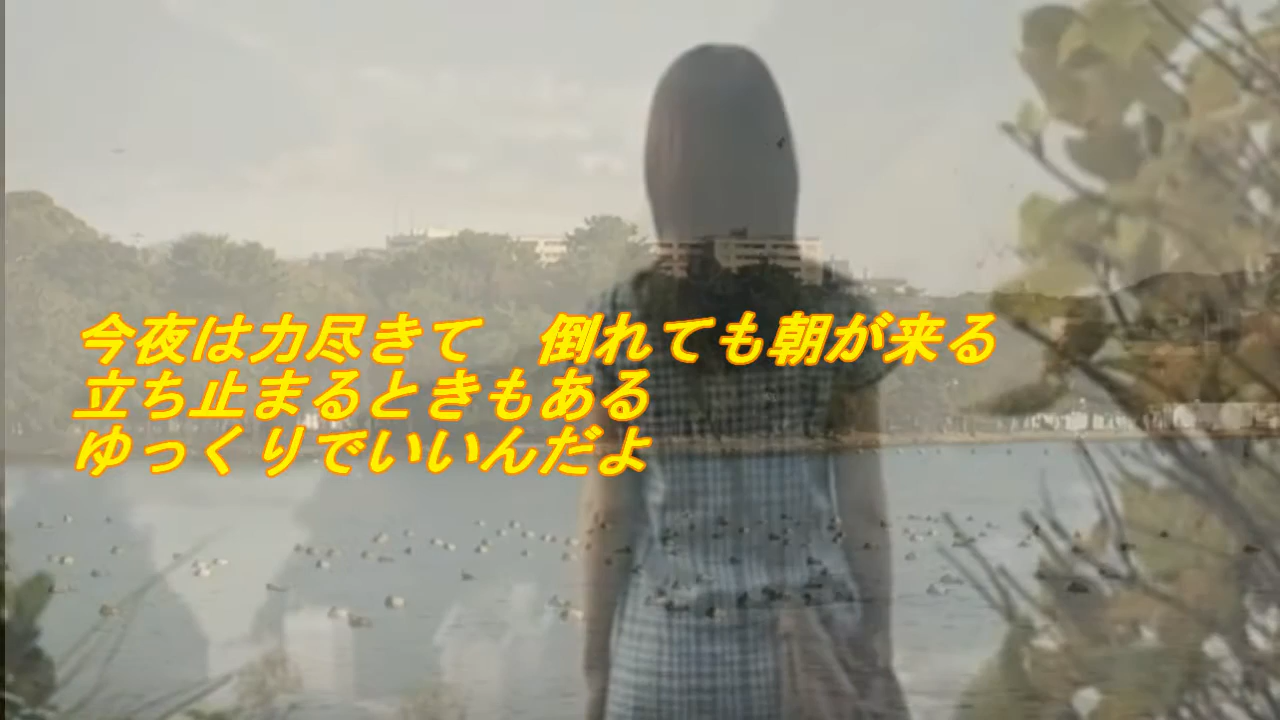 今夜は力尽きて　倒れても朝が来る
立ち止まるときもある
ゆっくりでいいんだよ